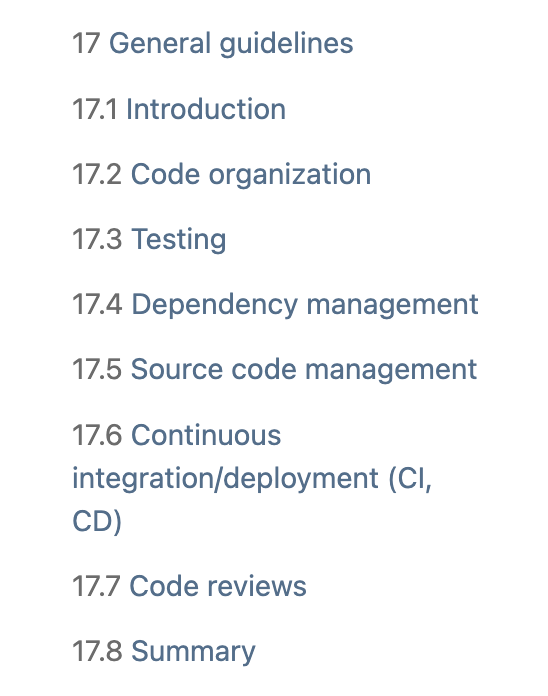 17 General guidelines
17.1 Introduction
17.2 Code organization
17.3 Testing
17.4 Dependency management
17.5 Source code management
17.6 Continuous
integration/deployment (CI,
CD)
17.7 Code reviews
17.8 Summary